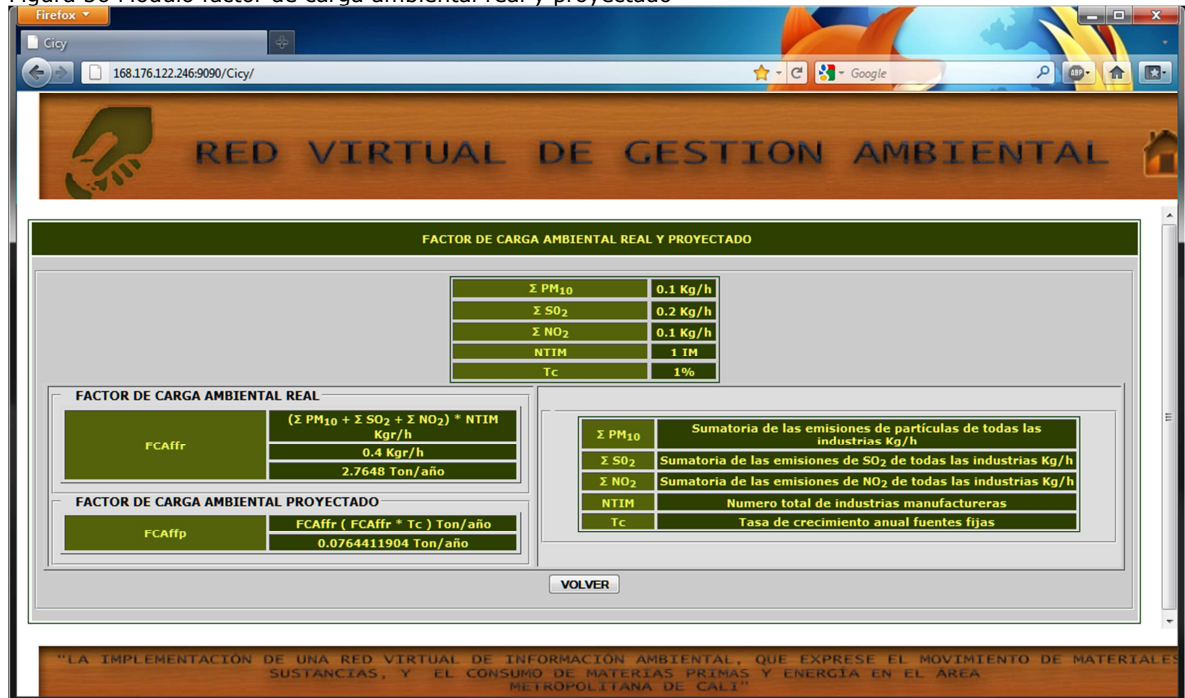 Figura 50 Módulo factor de carga ambiental real y proyectado
Firefox
Cicy
168.176.122.246:9090/Cicy/
Google
ABP
RED VIRTUAL DE GESTION AMBIENTAL
FACTOR DE CARGA AMBIENTAL REAL Y PROYECTADO
Σ PM10 0.1 Kg/h
Σ SO2 0.2 Kg/h
Σ NO2 0.1 Kg/h
NTIM 1 IM
Tc 1%
FACTOR DE CARGA AMBIENTAL REAL
FCAffr
(Σ PM10 + Σ SO2 + Σ NO2) * NTIM
Kgr/h
0.4 Kgr/h
2.7648 Ton/año
FACTOR DE CARGA AMBIENTAL PROYECTADO
FCAffp
FCAffr ( FCAffr * Tc ) Ton/año
0.0764411904 Ton/año
Σ PM10 Sumatoria de las emisiones de partículas de todas las
industrias Kg/h
Σ SO2 Sumatoria de las emisiones de SO2 de todas las industrias Kg/h
Σ NO2 Sumatoria de las emisiones de NO2 de todas las industrias Kg/h
NTIM Numero total de industrias manufactureras
Tc Tasa de crecimiento anual fuentes fijas
VOLVER
"LA IMPLEMENTACIÓN DE UNA RED VIRTUAL DE INFORMACIÓN AMBIENTAL, QUE EXPRESE EL MOVIMIENTO DE MATERIALES
SUSTANCIAS, Y EL CONSUMO DE MATERIAS PRIMAS Y ENERGÍA EN EL ÁREA
METROPOLITANA DE CALI"